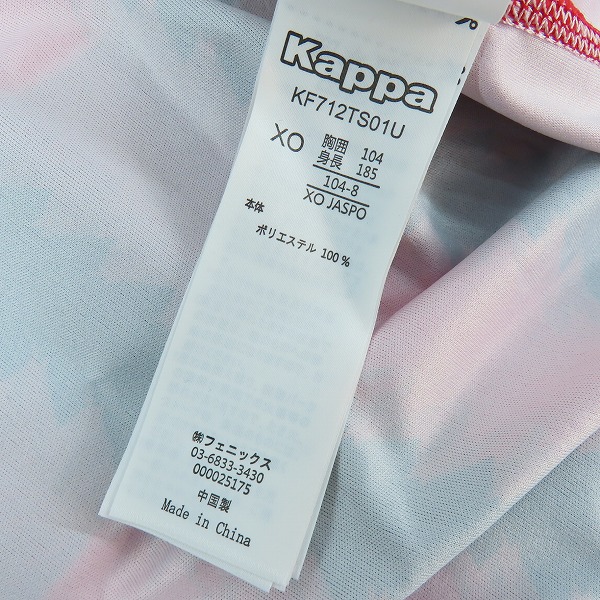 Kappa
KF712TS01U
XO 胸囲 104
身長 185
104-8
XO JASPO
本体
ポリエステル 100%
㈱フェニックス
03-6833-3430
000025175
中国製
Made in China